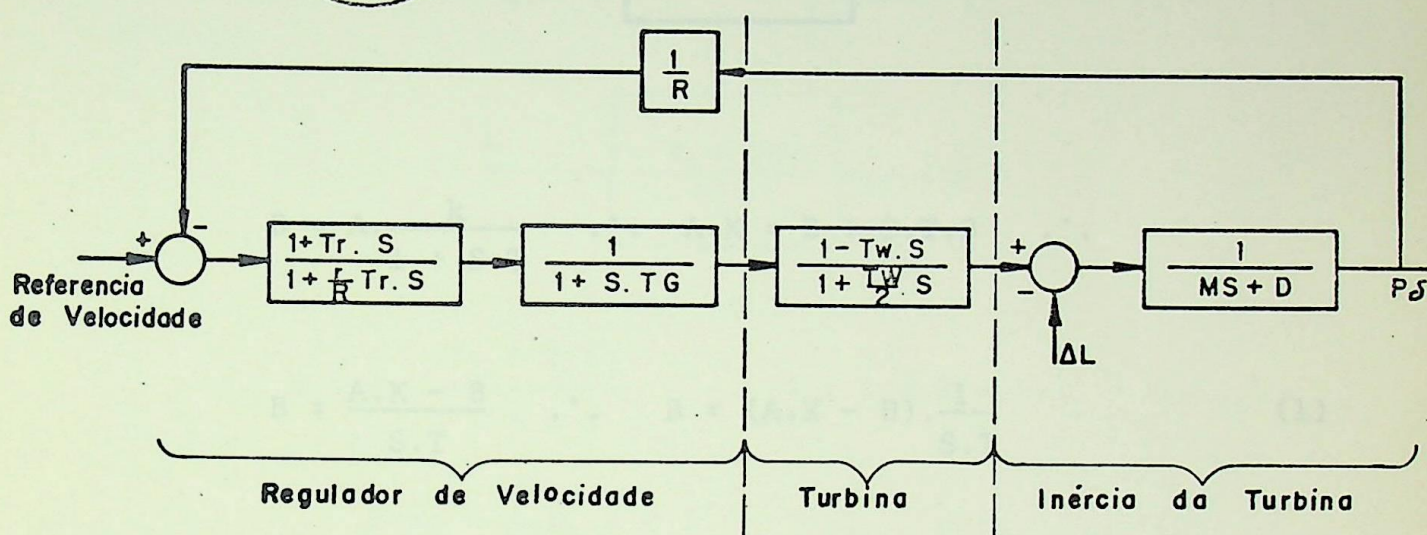 1
R
+
-
Referencia
de Velocidade
1+ Tr. S
1+ r/R Tr. S
1
1 + S. TG
1 - Tw. S
1 + Tw/2 . S
+
-
ΔL
1
MS + D
Pδ
(1)
Regulador de Velocidade
Turbina
Inércia da Turbina